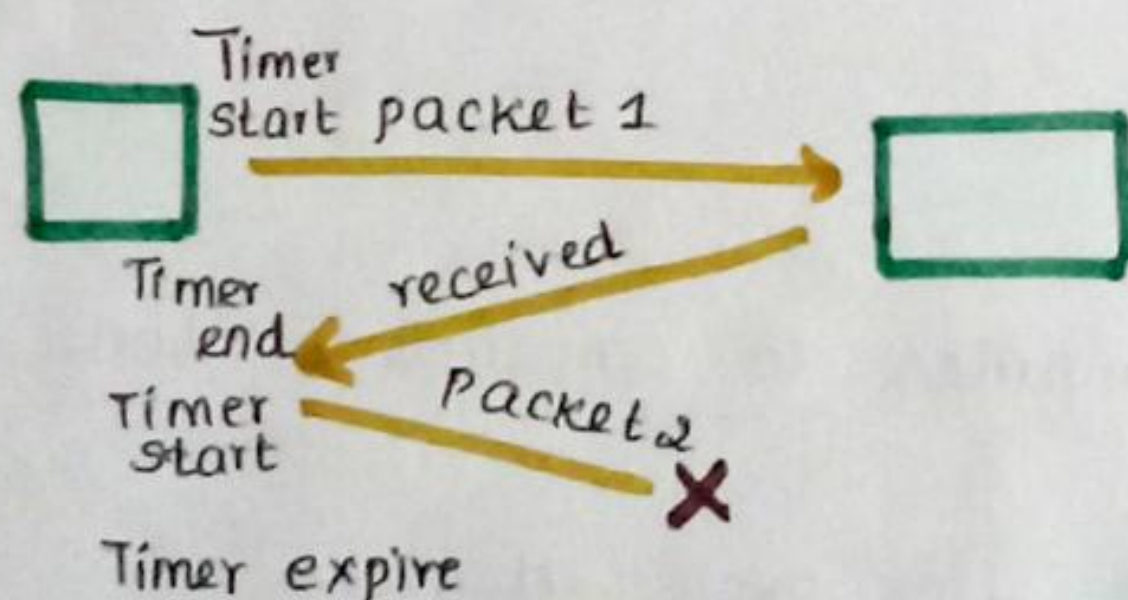 Timer
start packet 1
received
Timer
end
Packet 2
Timer
start
Timer expire